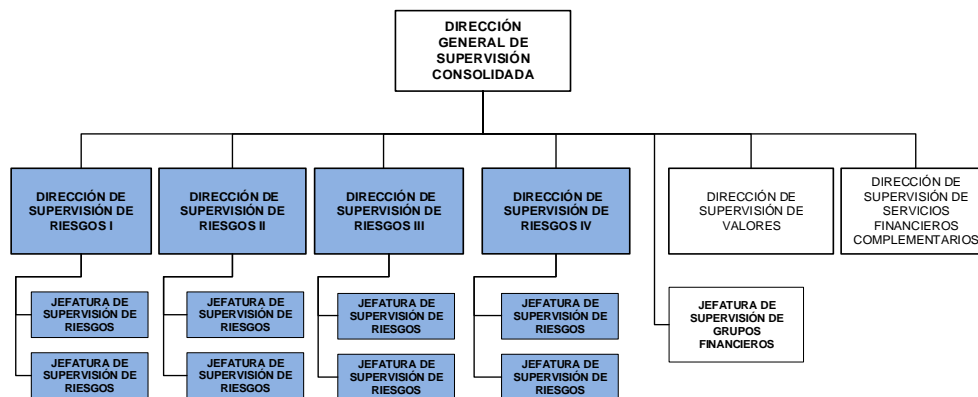 DIRECCIÓN
GENERAL DE
SUPERVISIÓN
CONSOLIDADA
DIRECCIÓN DE
SUPERVISIÓN DE
RIESGOS I
DIRECCIÓN DE
SUPERVISIÓN DE
RIESGOS II
DIRECCIÓN DE
SUPERVISIÓN DE
RIESGOS III
DIRECCIÓN DE
SUPERVISIÓN DE
RIESGOS IV
DIRECCIÓN DE
SUPERVISIÓN DE
VALORES
DIRECCIÓN DE
SUPERVISIÓN DE
SERVICIOS
FINANCIEROS
COMPLEMENTARIOS
JEFATURA DE
SUPERVISIÓN DE
RIESGOS
JEFATURA DE
SUPERVISIÓN DE
RIESGOS
JEFATURA DE
SUPERVISIÓN DE
RIESGOS
JEFATURA DE
SUPERVISIÓN DE
RIESGOS
JEFATURA DE
SUPERVISIÓN DE
GRUPOS
FINANCIEROS
JEFATURA DE
SUPERVISIÓN DE
RIESGOS
JEFATURA DE
SUPERVISIÓN DE
RIESGOS
JEFATURA DE
SUPERVISIÓN DE
RIESGOS
JEFATURA DE
SUPERVISIÓN DE
RIESGOS